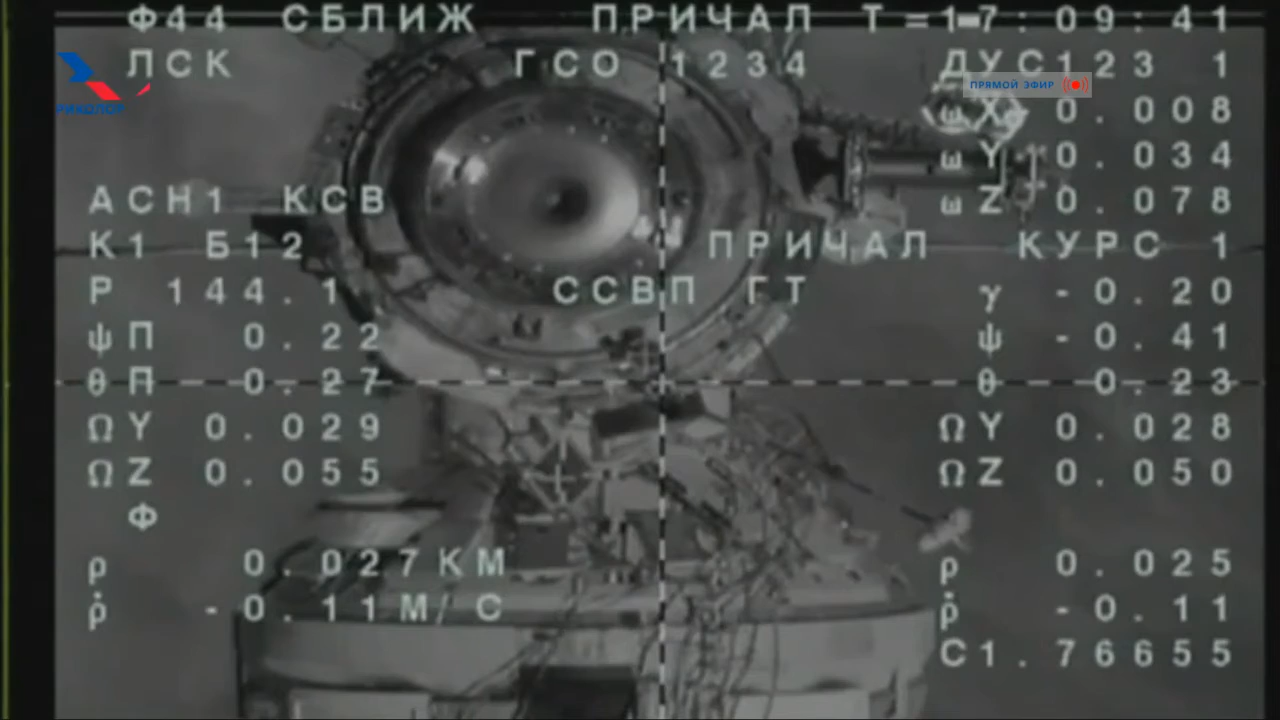 Ф44 СБЛИЖ ПРИЧАЛ Т=17:09:41
ЛСК ГСО 1234 ДУС123 1
ПРЯМОЙ ЭФИР
ωX 0.008
ωY 0.034
АСН1 КСВ ωZ 0.078
К1 Б12 ПРИЧАЛ КУРС 1
Р 144.1 ССВП ГТ γ -0.20
ψП 0.22 ψ -0.41
θП 0.27 θ 0.23
ΩY 0.029 ΩY 0.028
ΩZ 0.055 ΩZ 0.050
Ф
ρ 0.027КМ ρ 0.025
ρ̇ -0.11М/С ρ̇ -0.11
С1.76655